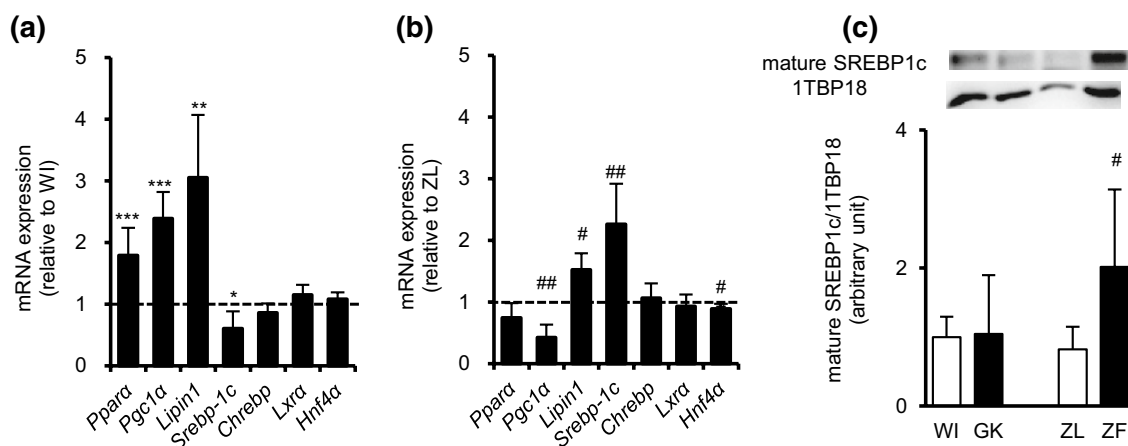 (a)
mRNA expression
(relative to WI)
5
4
3
2
1
0
***
***
**
*
Pparα
Pgc1α
Lipin1
Srebp-1c
Chrebp
Lxrα
Hnf4α
(b)
mRNA expression
(relative to ZL)
5
4
3
2
1
0
##
#
##
#
Pparα
Pgc1α
Lipin1
Srebp-1c
Chrebp
Lxrα
Hnf4α
(c)
mature SREBP1c
1TBP18
mature SREBP1c/1TBP18
(arbitrary unit)
4
2
0
#
WI GK ZL ZF